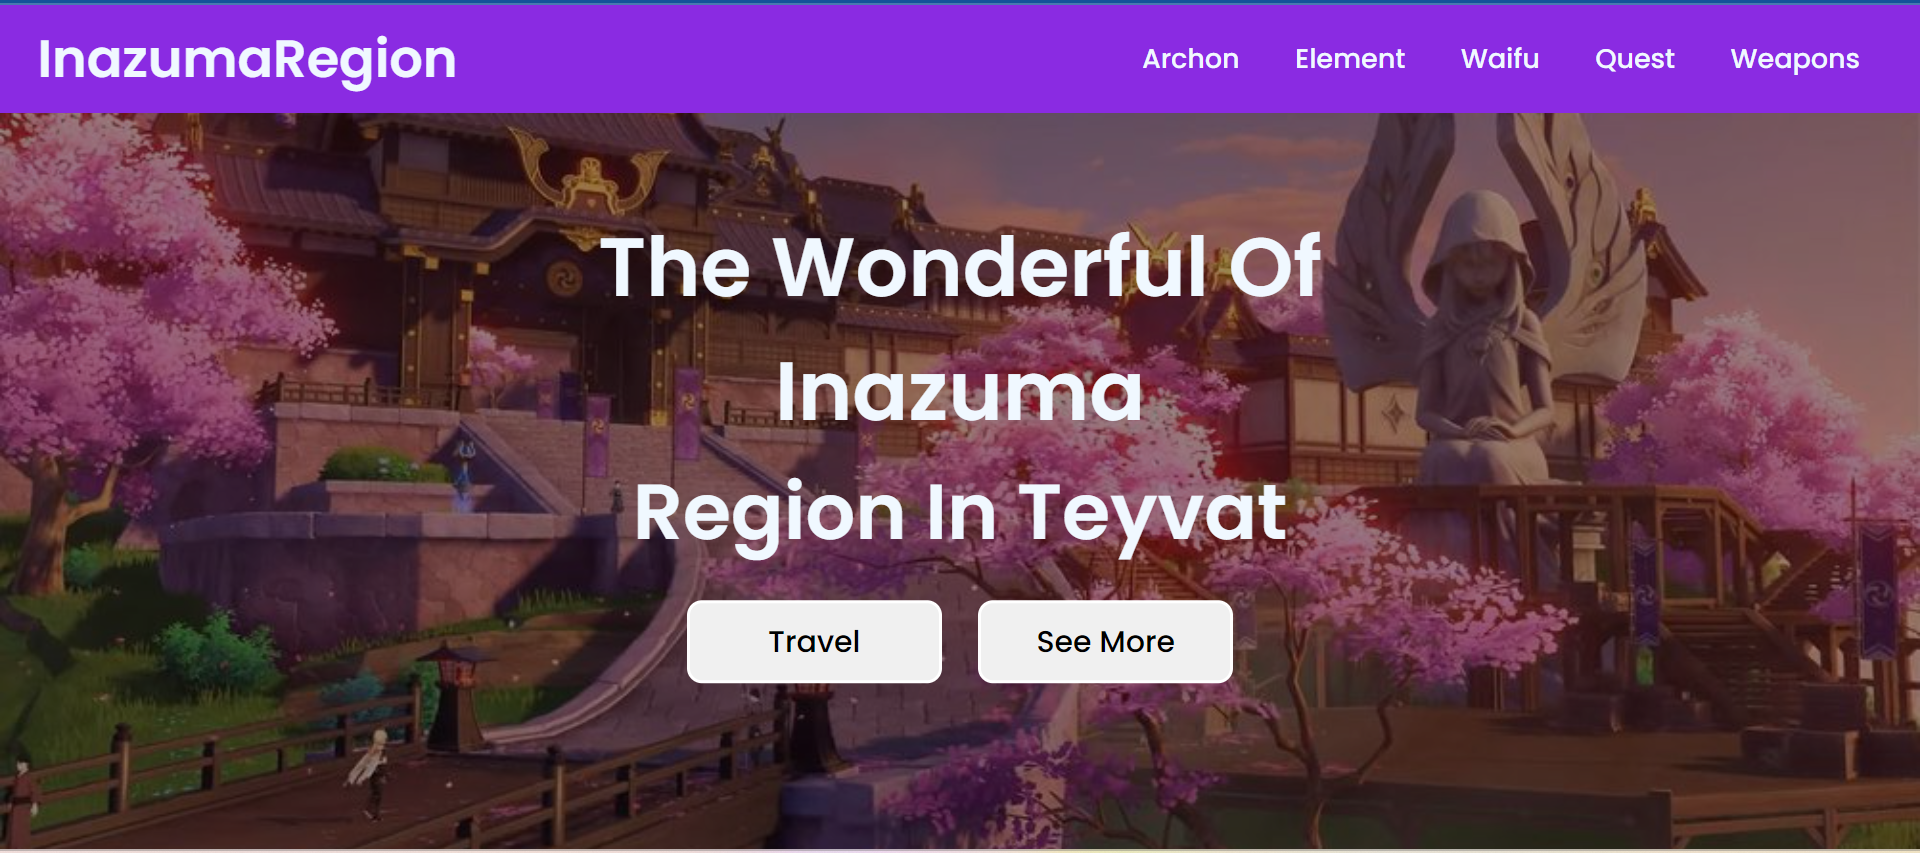 InazumaRegion
Archon Element Waifu Quest Weapons
The Wonderful Of
Inazuma
Region In Teyvat
Travel See More